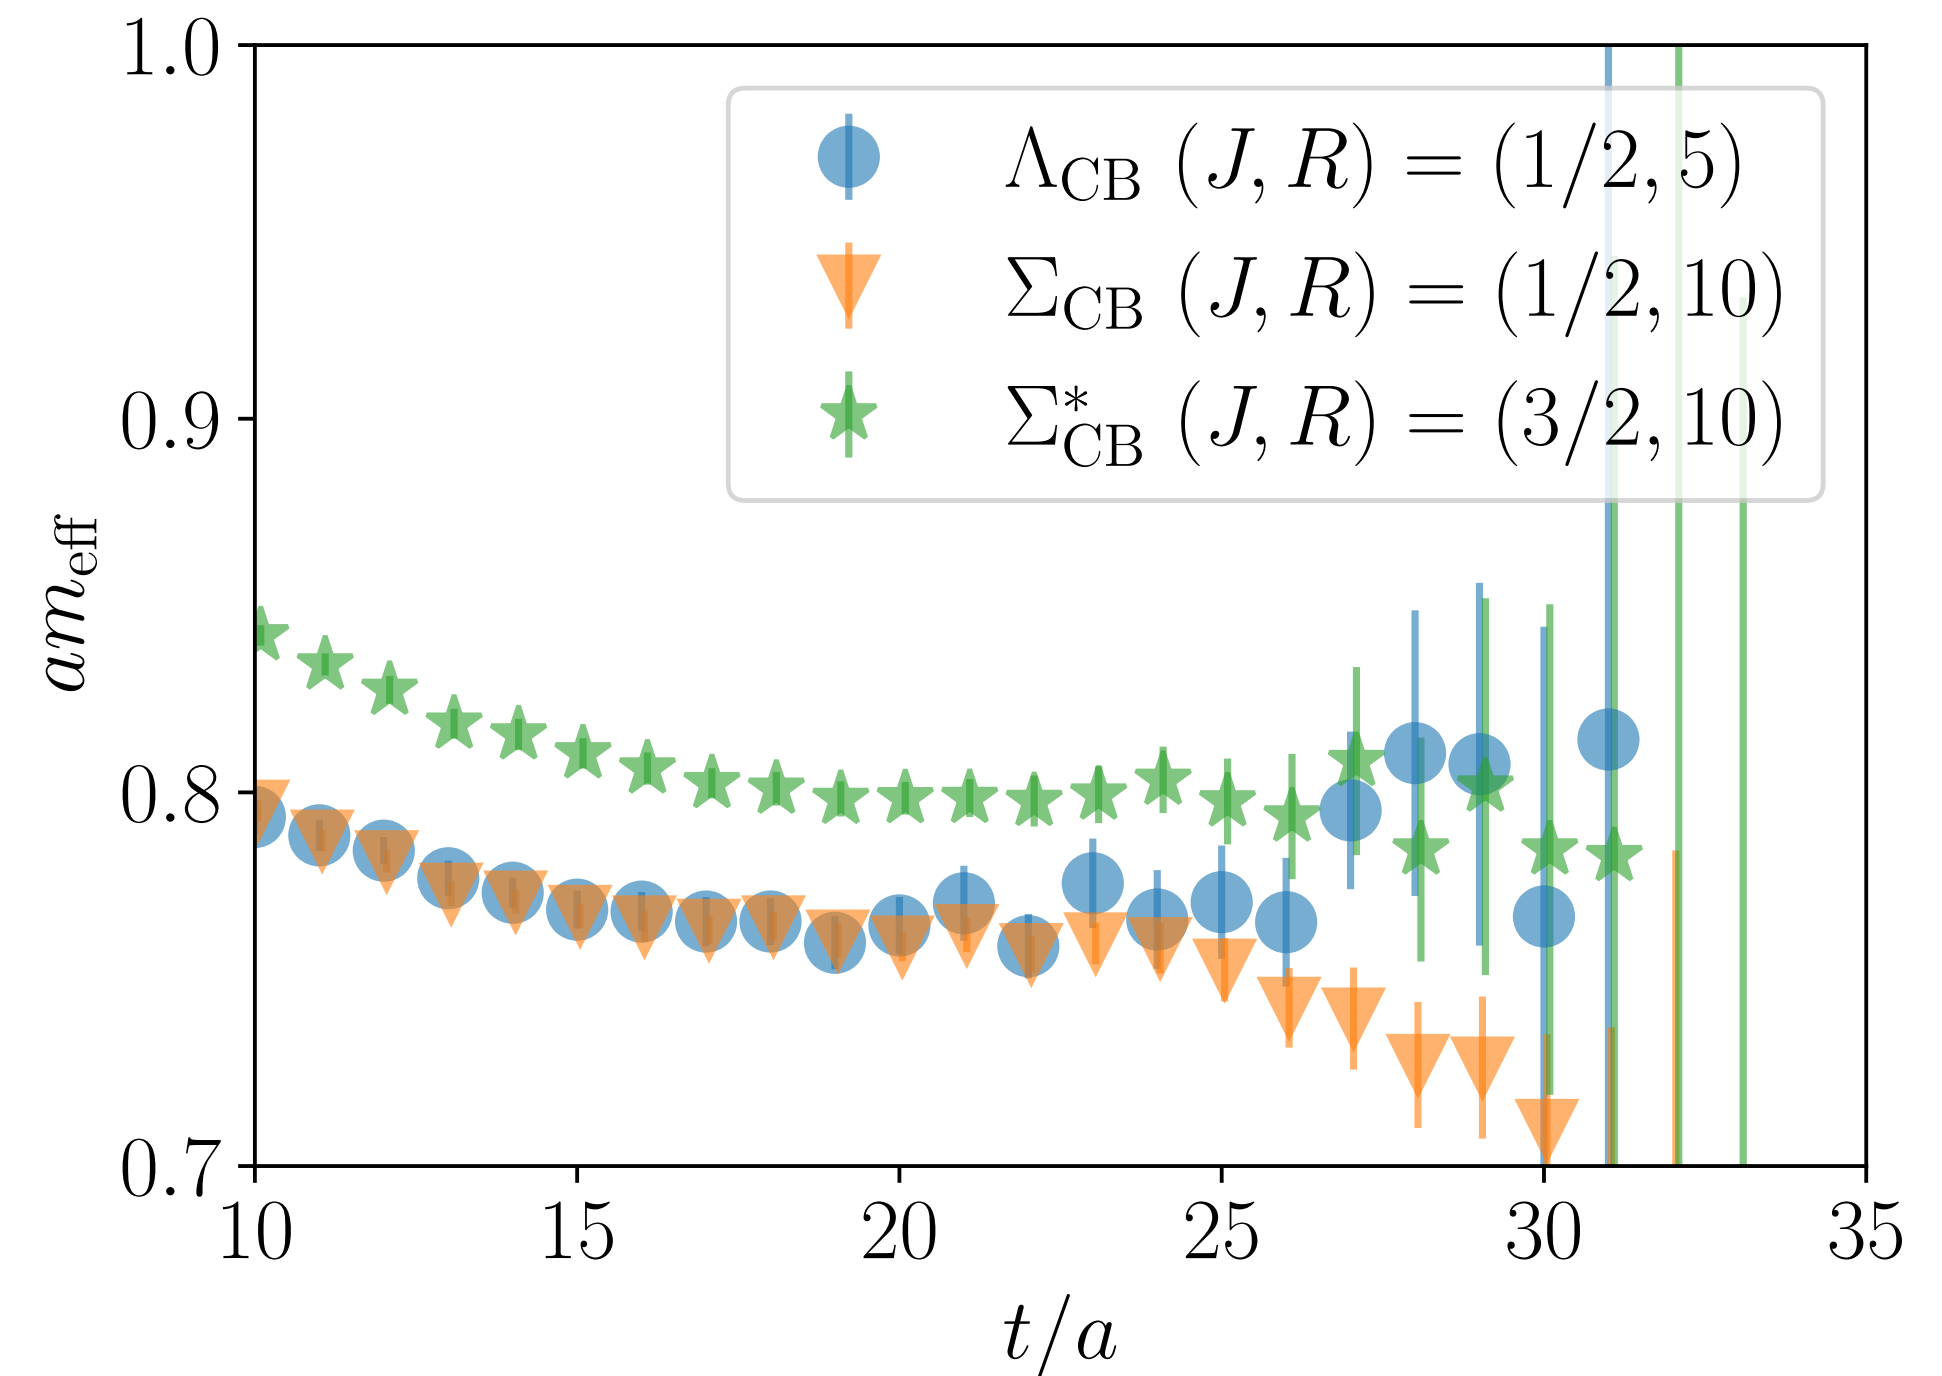 1.0
0.9
0.8
0.7
am_eff
Λ_CB (J, R) = (1/2, 5)
Σ_CB (J, R) = (1/2, 10)
Σ*_CB (J, R) = (3/2, 10)
10 15 20 25 30 35
t/a